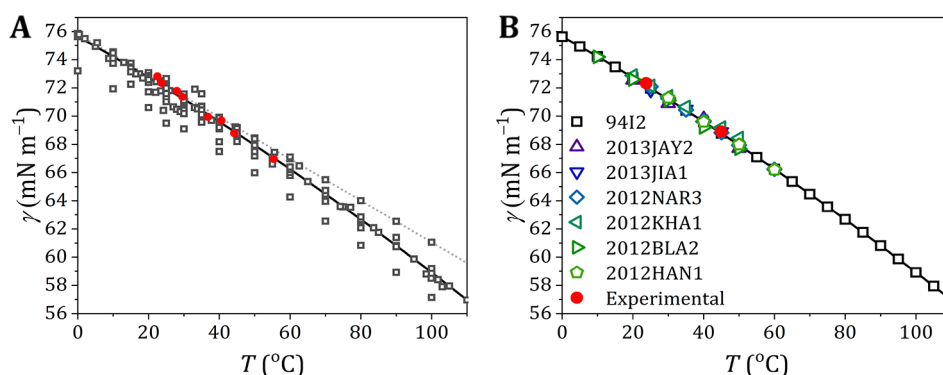 A
76
74
72
70
68
66
64
62
60
58
56
γ (mN m⁻¹)
0 20 40 60 80 100
T (°C)
B
76
74
72
70
68
66
64
62
60
58
56
γ (mN m⁻¹)
94I2
2013JAY2
2013JIA1
2012NAR3
2012KHA1
2012BLA2
2012HAN1
Experimental
0 20 40 60 80 100
T (°C)